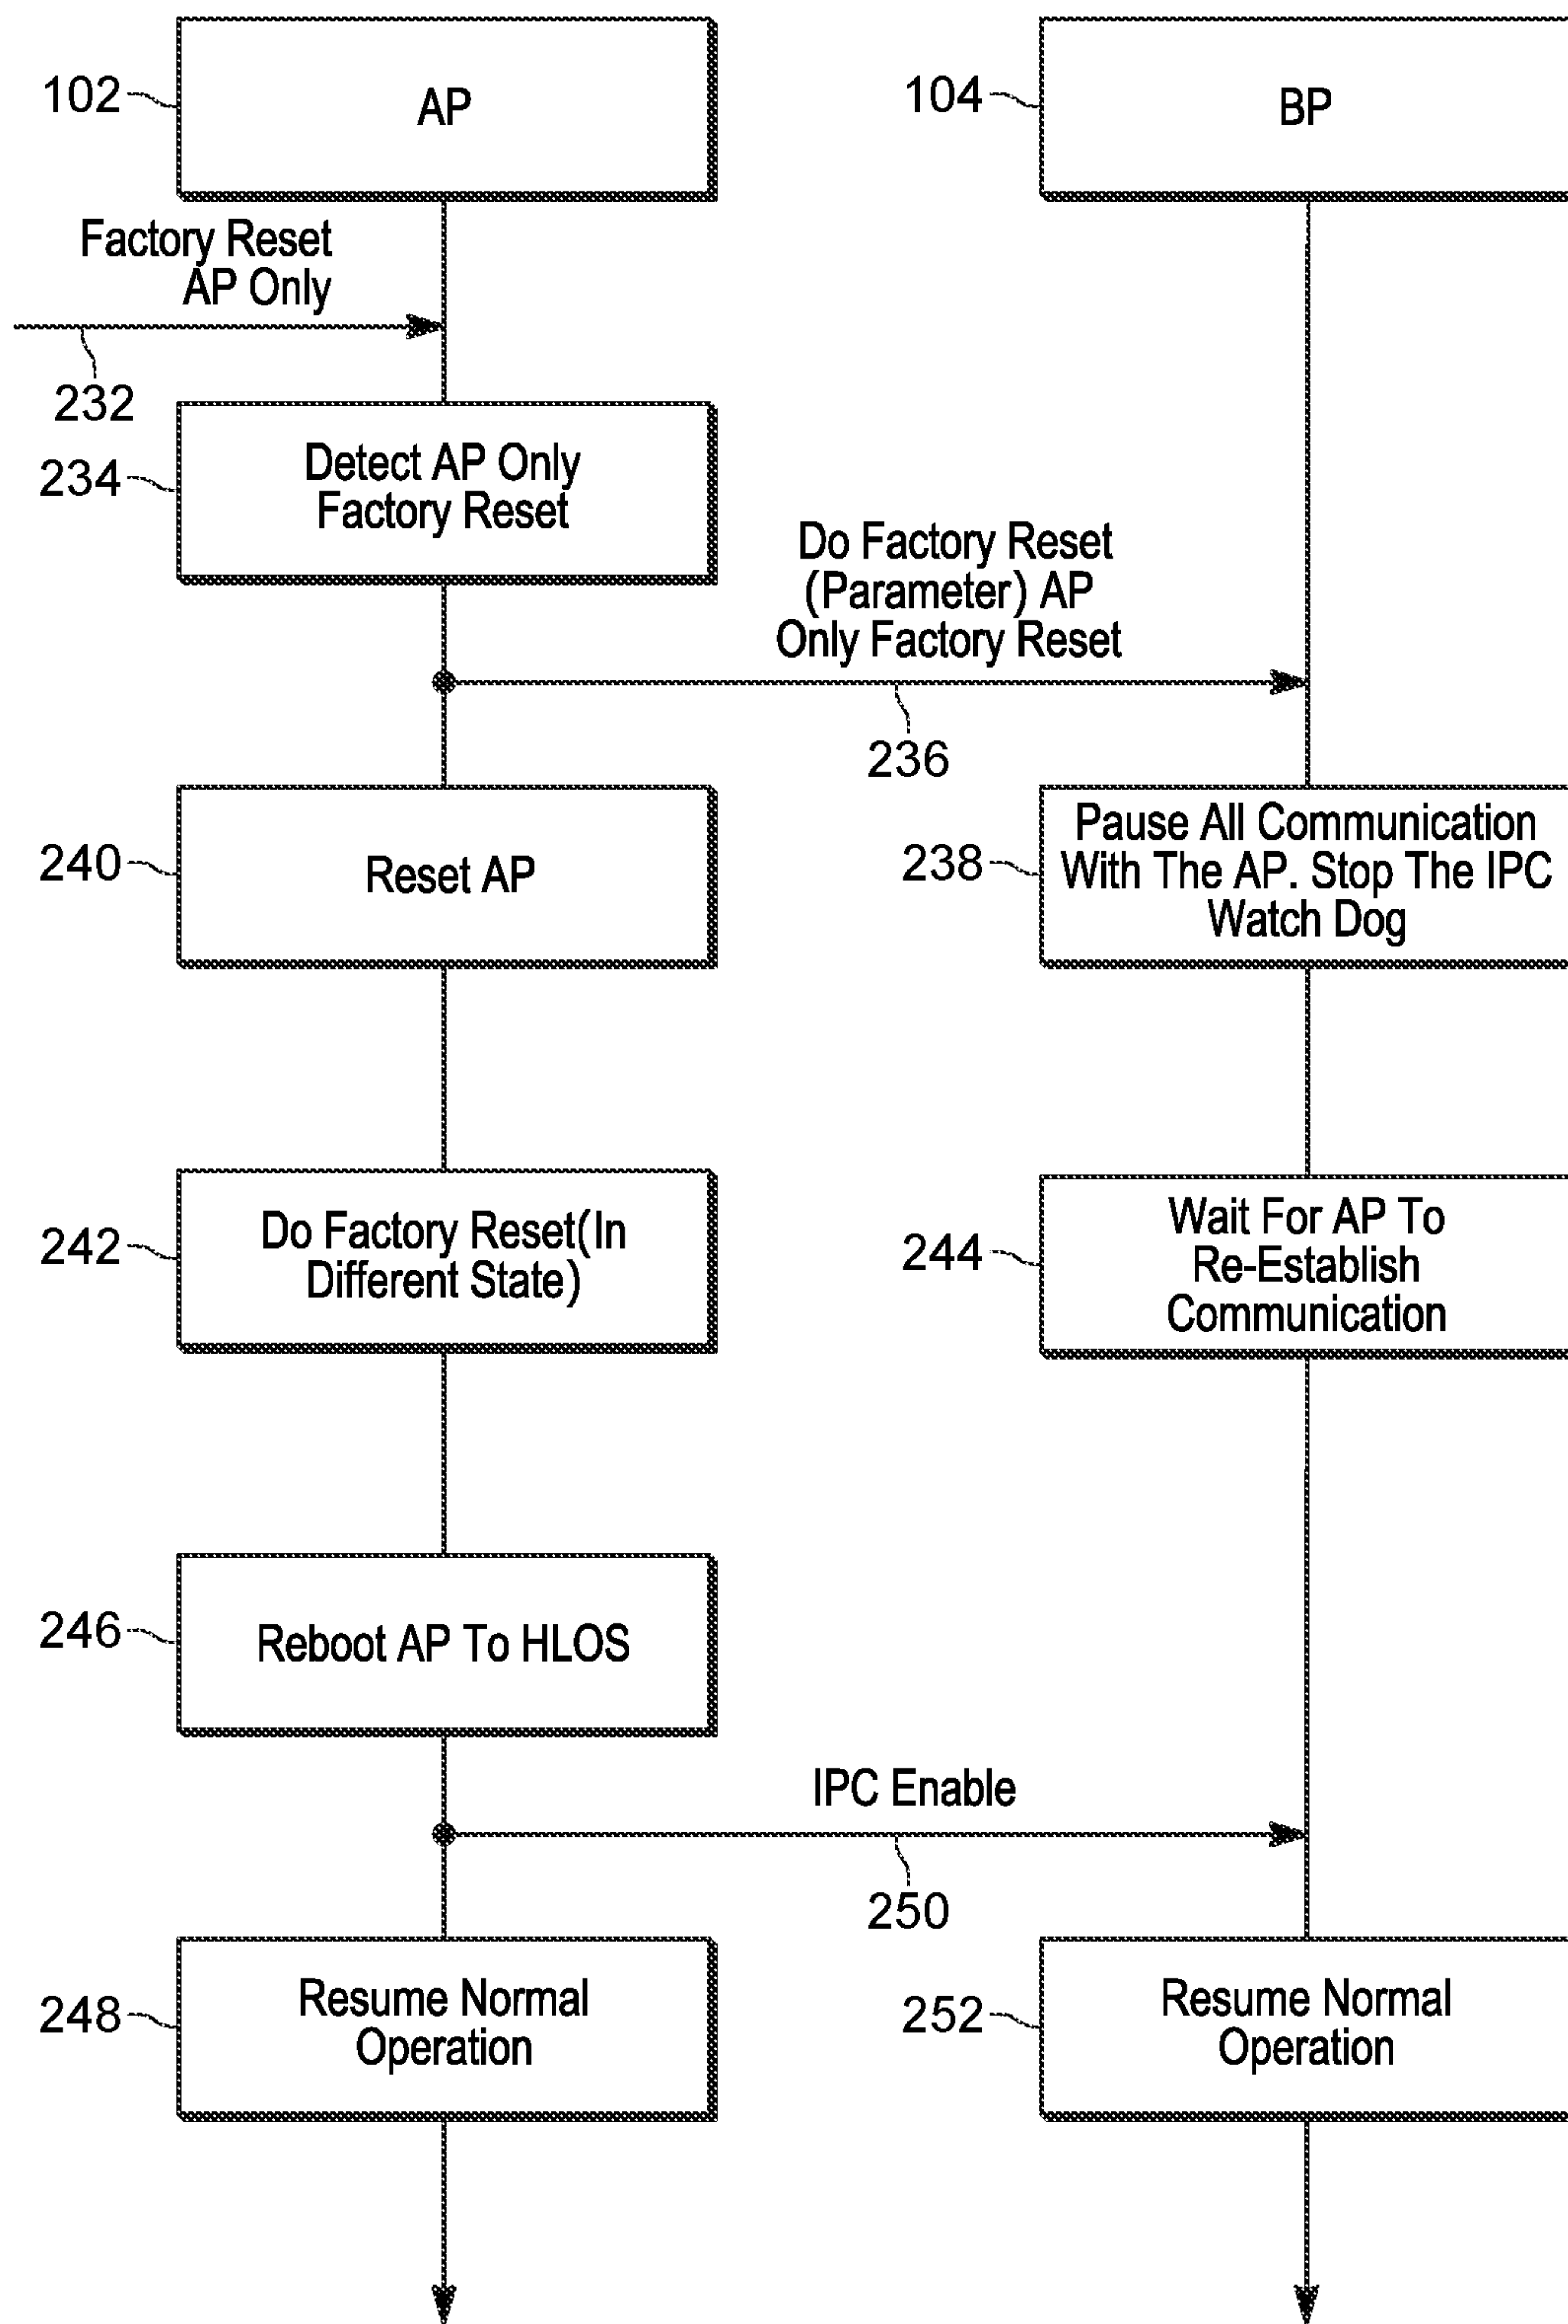 102
AP
104
BP
Factory Reset
AP Only
232
234
Detect AP Only
Factory Reset
Do Factory Reset
(Parameter) AP
Only Factory Reset
236
240
Reset AP
238
Pause All Communication
With The AP. Stop The IPC
Watch Dog
242
Do Factory Reset(In
Different State)
244
Wait For AP To
Re-Establish
Communication
246
Reboot AP To HLOS
IPC Enable
250
248
Resume Normal
Operation
252
Resume Normal
Operation